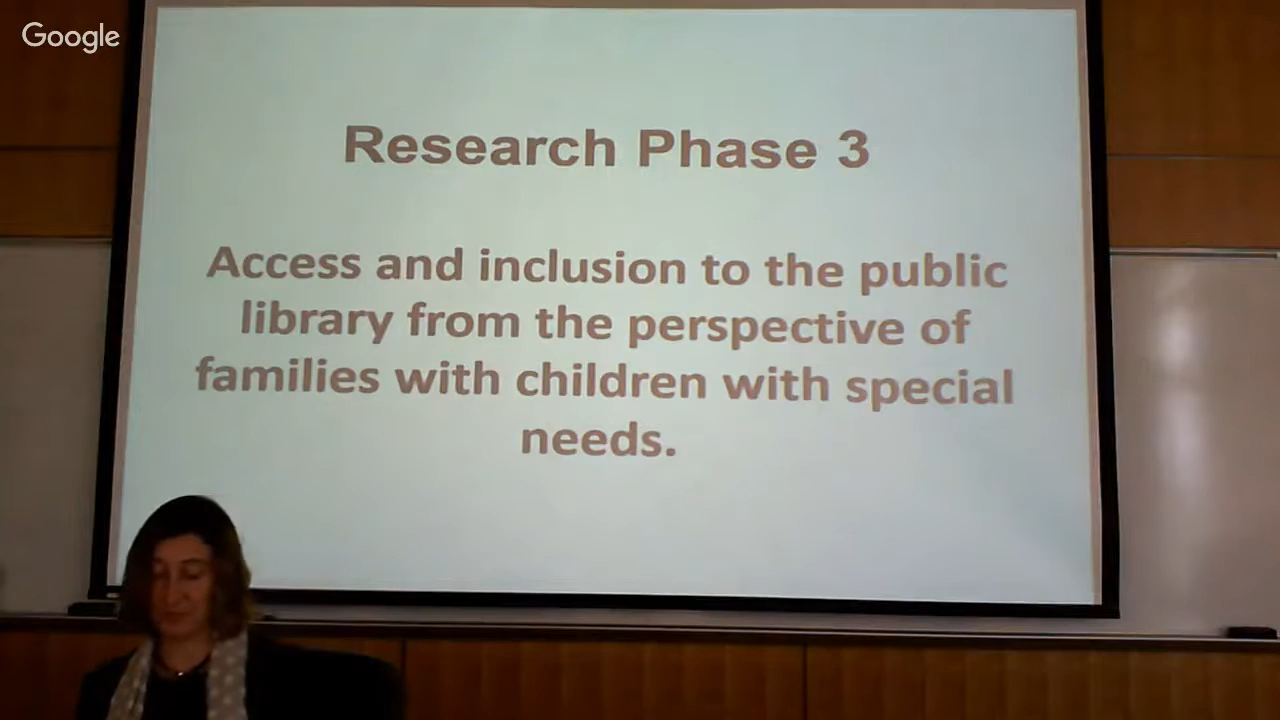 Google
Research Phase 3
Access and inclusion to the public
library from the perspective of
families with children with special
needs.